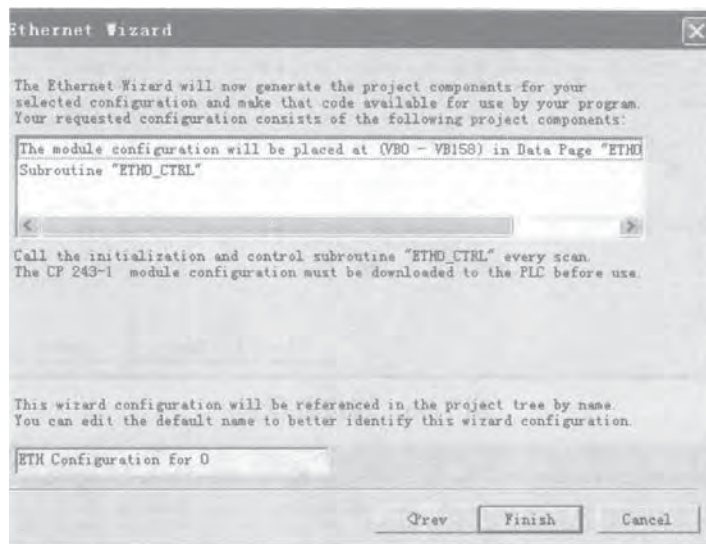 Ethernet Wizard
The Ethernet Wizard will now generate the project components for your
selected configuration and make that code available for use by your program.
Your requested configuration consists of the following project components:
The module configuration will be placed at (VB0 - VB158) in Data Page "ETH0
Subroutine "ETH0_CTRL"
Call the initialization and control subroutine "ETH0_CTRL" every scan.
The CP 243-1 module configuration must be downloaded to the PLC before use.
This wizard configuration will be referenced in the project tree by name.
You can edit the default name to better identify this wizard configuration.
ETH Configuration for 0
<Prev Finish Cancel